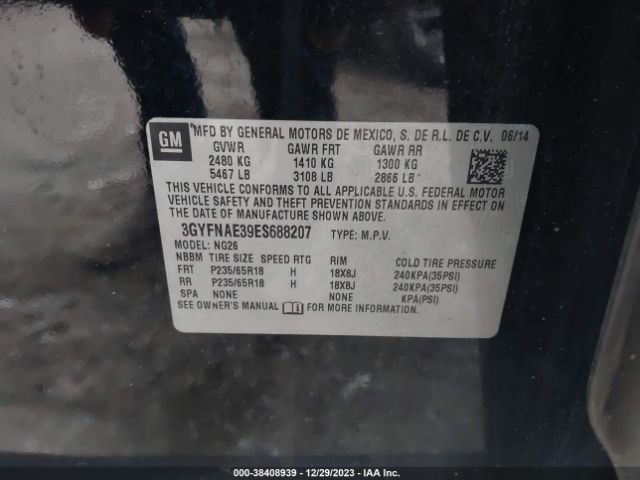 GM *MFD BY GENERAL MOTORS DE MEXICO, S. DE R.L. DE C.V. 06/14
GVWR GAWR FRT GAWR RR
2480 KG 1410 KG 1300 KG
5467 LB 3108 LB 2866 LB*
THIS VEHICLE CONFORMS TO ALL APPLICABLE U.S. FEDERAL MOTOR
VEHICLE SAFETY AND THEFT PREVENTION STANDARDS IN EFFECT ON THE
DATE OF MANUFACTURE SHOWN ABOVE.
3GYFNAE39ES688207 TYPE: M.P.V.
MODEL: NG26
NBBM TIRE SIZE SPEED RTG RIM COLD TIRE PRESSURE
FRT P235/65R18 H 18X8J 240KPA(35PSI)
RR P235/65R18 H 18X8J 240KPA(35PSI)
SPA NONE NONE KPA(PSI)
SEE OWNER'S MANUAL FOR MORE INFORMATION.
000-38408939 / 12/29/2023 - IAA Inc.